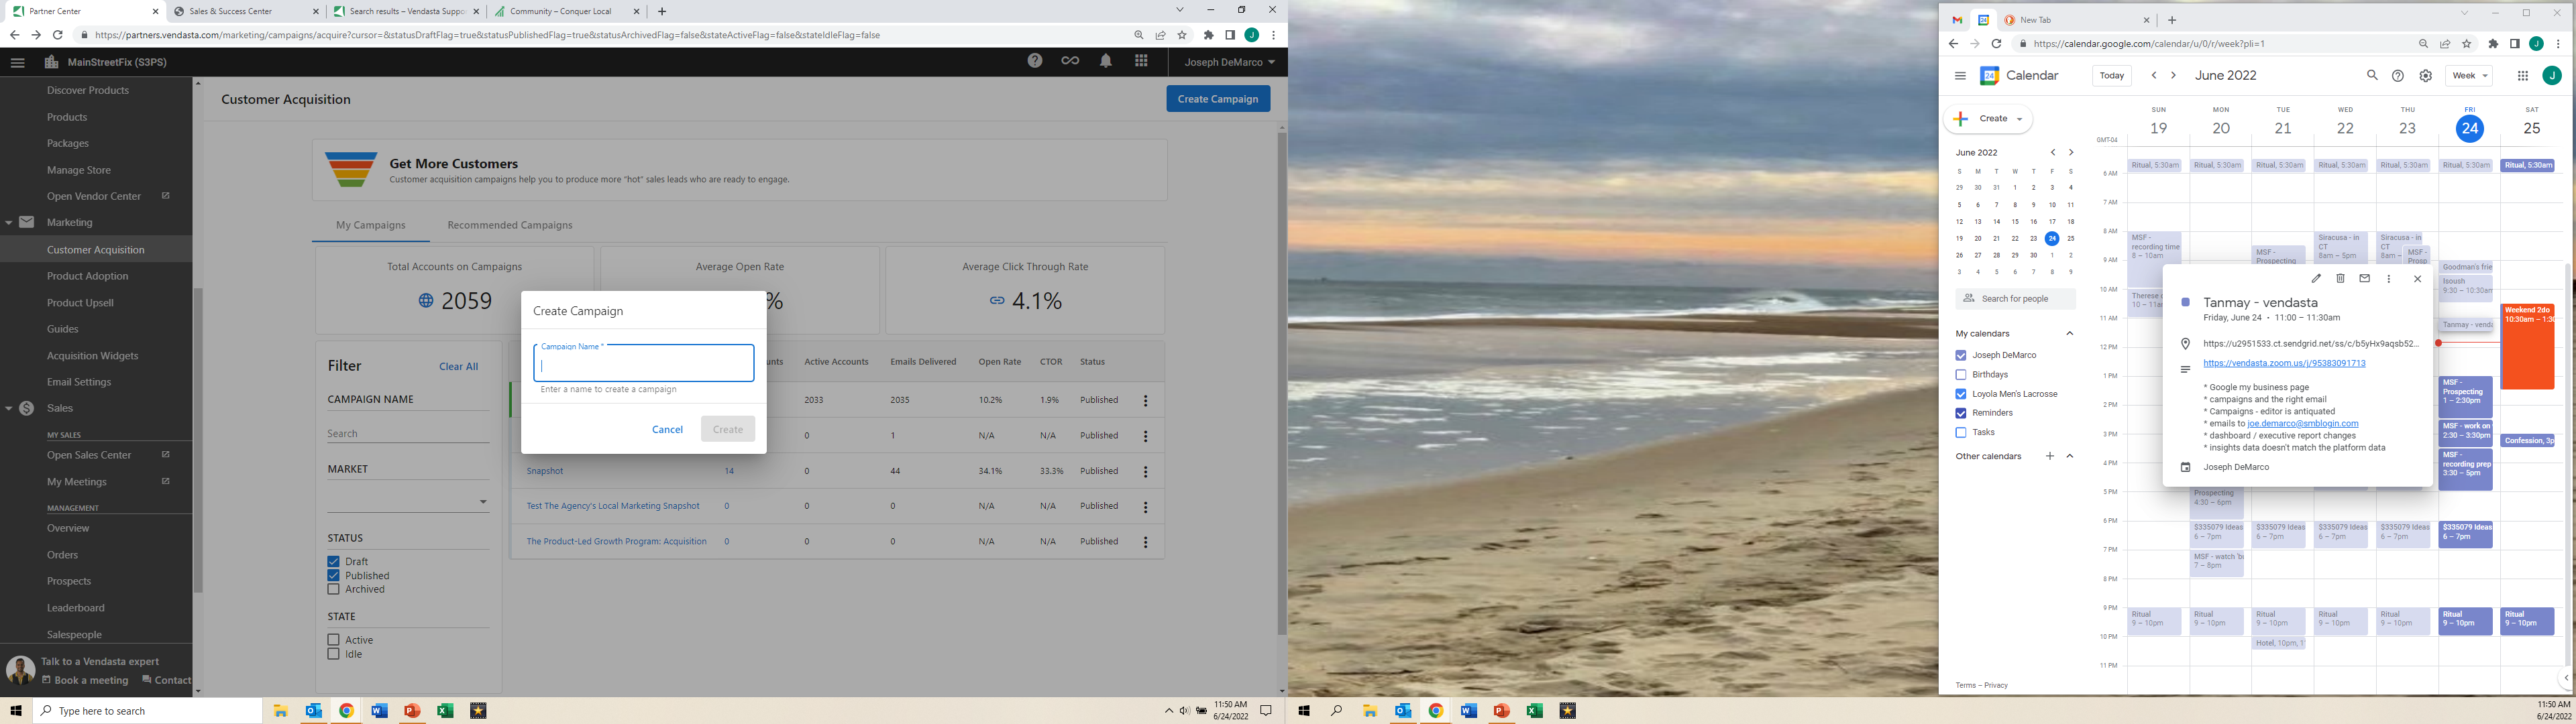 Partner Center
Sales & Success Center
Search results – Vendasta Suppo
Community – Conquer Local
https://partners.vendasta.com/marketing/campaigns/acquire?cursor=&statusDraftFlag=true&statusPublishedFlag=true&statusArchivedFlag=false&stateActiveFlag=false&stateIdleFlag=false
J
MainStreetFix (S3PS)
Joseph DeMarco
Discover Products
Products
Packages
Manage Store
Open Vendor Center
Marketing
Customer Acquisition
Product Adoption
Product Upsell
Guides
Acquisition Widgets
Email Settings
Sales
MY SALES
Open Sales Center
My Meetings
MANAGEMENT
Overview
Orders
Prospects
Leaderboard
Salespeople
Talk to a Vendasta expert
Book a meeting
Contact
Customer Acquisition
Create Campaign
Get More Customers
Customer acquisition campaigns help you to produce more "hot" sales leads who are ready to engage.
My Campaigns
Recommended Campaigns
Total Accounts on Campaigns
2059
Average Open Rate
%
Average Click Through Rate
4.1%
Filter
Clear All
CAMPAIGN NAME
Search
MARKET
STATUS
Draft
Published
Archived
STATE
Active
Idle
Create Campaign
Campaign Name *
Enter a name to create a campaign
Cancel
Create
unts Active Accounts Emails Delivered Open Rate CTOR Status
2033 2035 10.2% 1.9% Published
0 1 N/A N/A Published
Snapshot 14 0 44 34.1% 33.3% Published
Test The Agency's Local Marketing Snapshot 0 0 0 N/A N/A Published
The Product-Led Growth Program: Acquisition 0 0 0 N/A N/A Published
Type here to search
11:50 AM
6/24/2022
New Tab
https://calendar.google.com/calendar/u/0/r/week?pli=1
J
24
Calendar
Today
June 2022
Week
J
Create
June 2022
S M T W T F S
29 30 31 1 2 3 4
5 6 7 8 9 10 11
12 13 14 15 16 17 18
19 20 21 22 23 24 25
26 27 28 29 30 1 2
3 4 5 6 7 8 9
Search for people
My calendars
Joseph DeMarco
Birthdays
Loyola Men's Lacrosse
Reminders
Tasks
Other calendars
Terms – Privacy
SUN MON TUE WED THU FRI SAT
19 20 21 22 23 24 25
GMT-04
Ritual, 5:30am Ritual, 5:30am Ritual, 5:30am Ritual, 5:30am Ritual, 5:30am Ritual, 5:30am Ritual, 5:30am
6 AM
7 AM
8 AM
9 AM
10 AM
11 AM
12 PM
1 PM
2 PM
3 PM
4 PM
5 PM
6 PM
7 PM
8 PM
9 PM
10 PM
11 PM
MSF -
recording time
8 – 10am
Therese
10 – 11a
MSF -
Prospecting
Siracusa - in
CT
8am – 5pm
Siracusa - in
CT
8am –
MSF -
Prosp
Goodman's frie
Isoush
9:30 – 10:30am
Tanmay - venda
Weekend 2do
10:30am – 1:30
Tanmay - vendasta
Friday, June 24 • 11:00 – 11:30am
https://u2951533.ct.sendgrid.net/ss/c/b5yHx9aqsb52...
https://vendasta.zoom.us/j/95383091713
* Google my business page
* campaigns and the right email
* Campaigns - editor is antiquated
* emails to joe.demarco@smblogin.com
* dashboard / executive report changes
* insights data doesn't match the platform data
Joseph DeMarco
MSF -
Prospecting
1 – 2:30pm
MSF - work on
2:30 – 3:30pm
MSF -
recording prep
3:30 – 5pm
Confession, 3p
Prospecting
4:30 – 6pm
$335079 Ideas $335079 Ideas $335079 Ideas $335079 Ideas $335079 Ideas
6 – 7pm 6 – 7pm 6 – 7pm 6 – 7pm 6 – 7pm
MSF - watch 'b
7 – 8pm
Ritual Ritual Ritual Ritual Ritual Ritual Ritual
9 – 10pm 9 – 10pm 9 – 10pm 9 – 10pm 9 – 10pm 9 – 10pm 9 – 10pm
Hotel, 10pm, 1
11:50 AM
6/24/2022